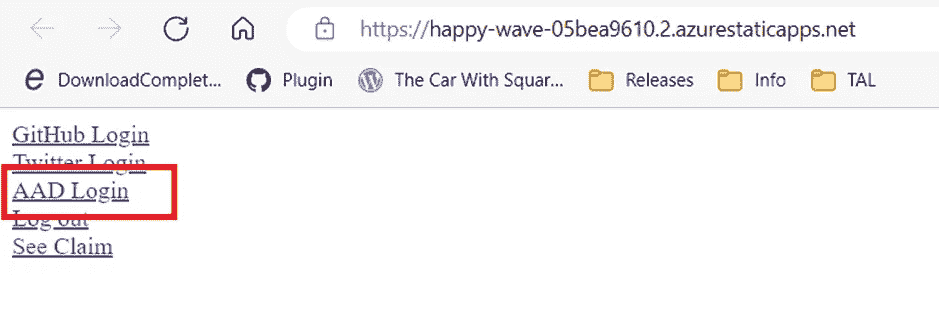 https://happy-wave-05bea9610.2.azurestaticapps.net
DownloadComplet... Plugin The Car With Squar... Releases Info TAL
GitHub Login
Twitter Login
AAD Login
Log out
See Claim